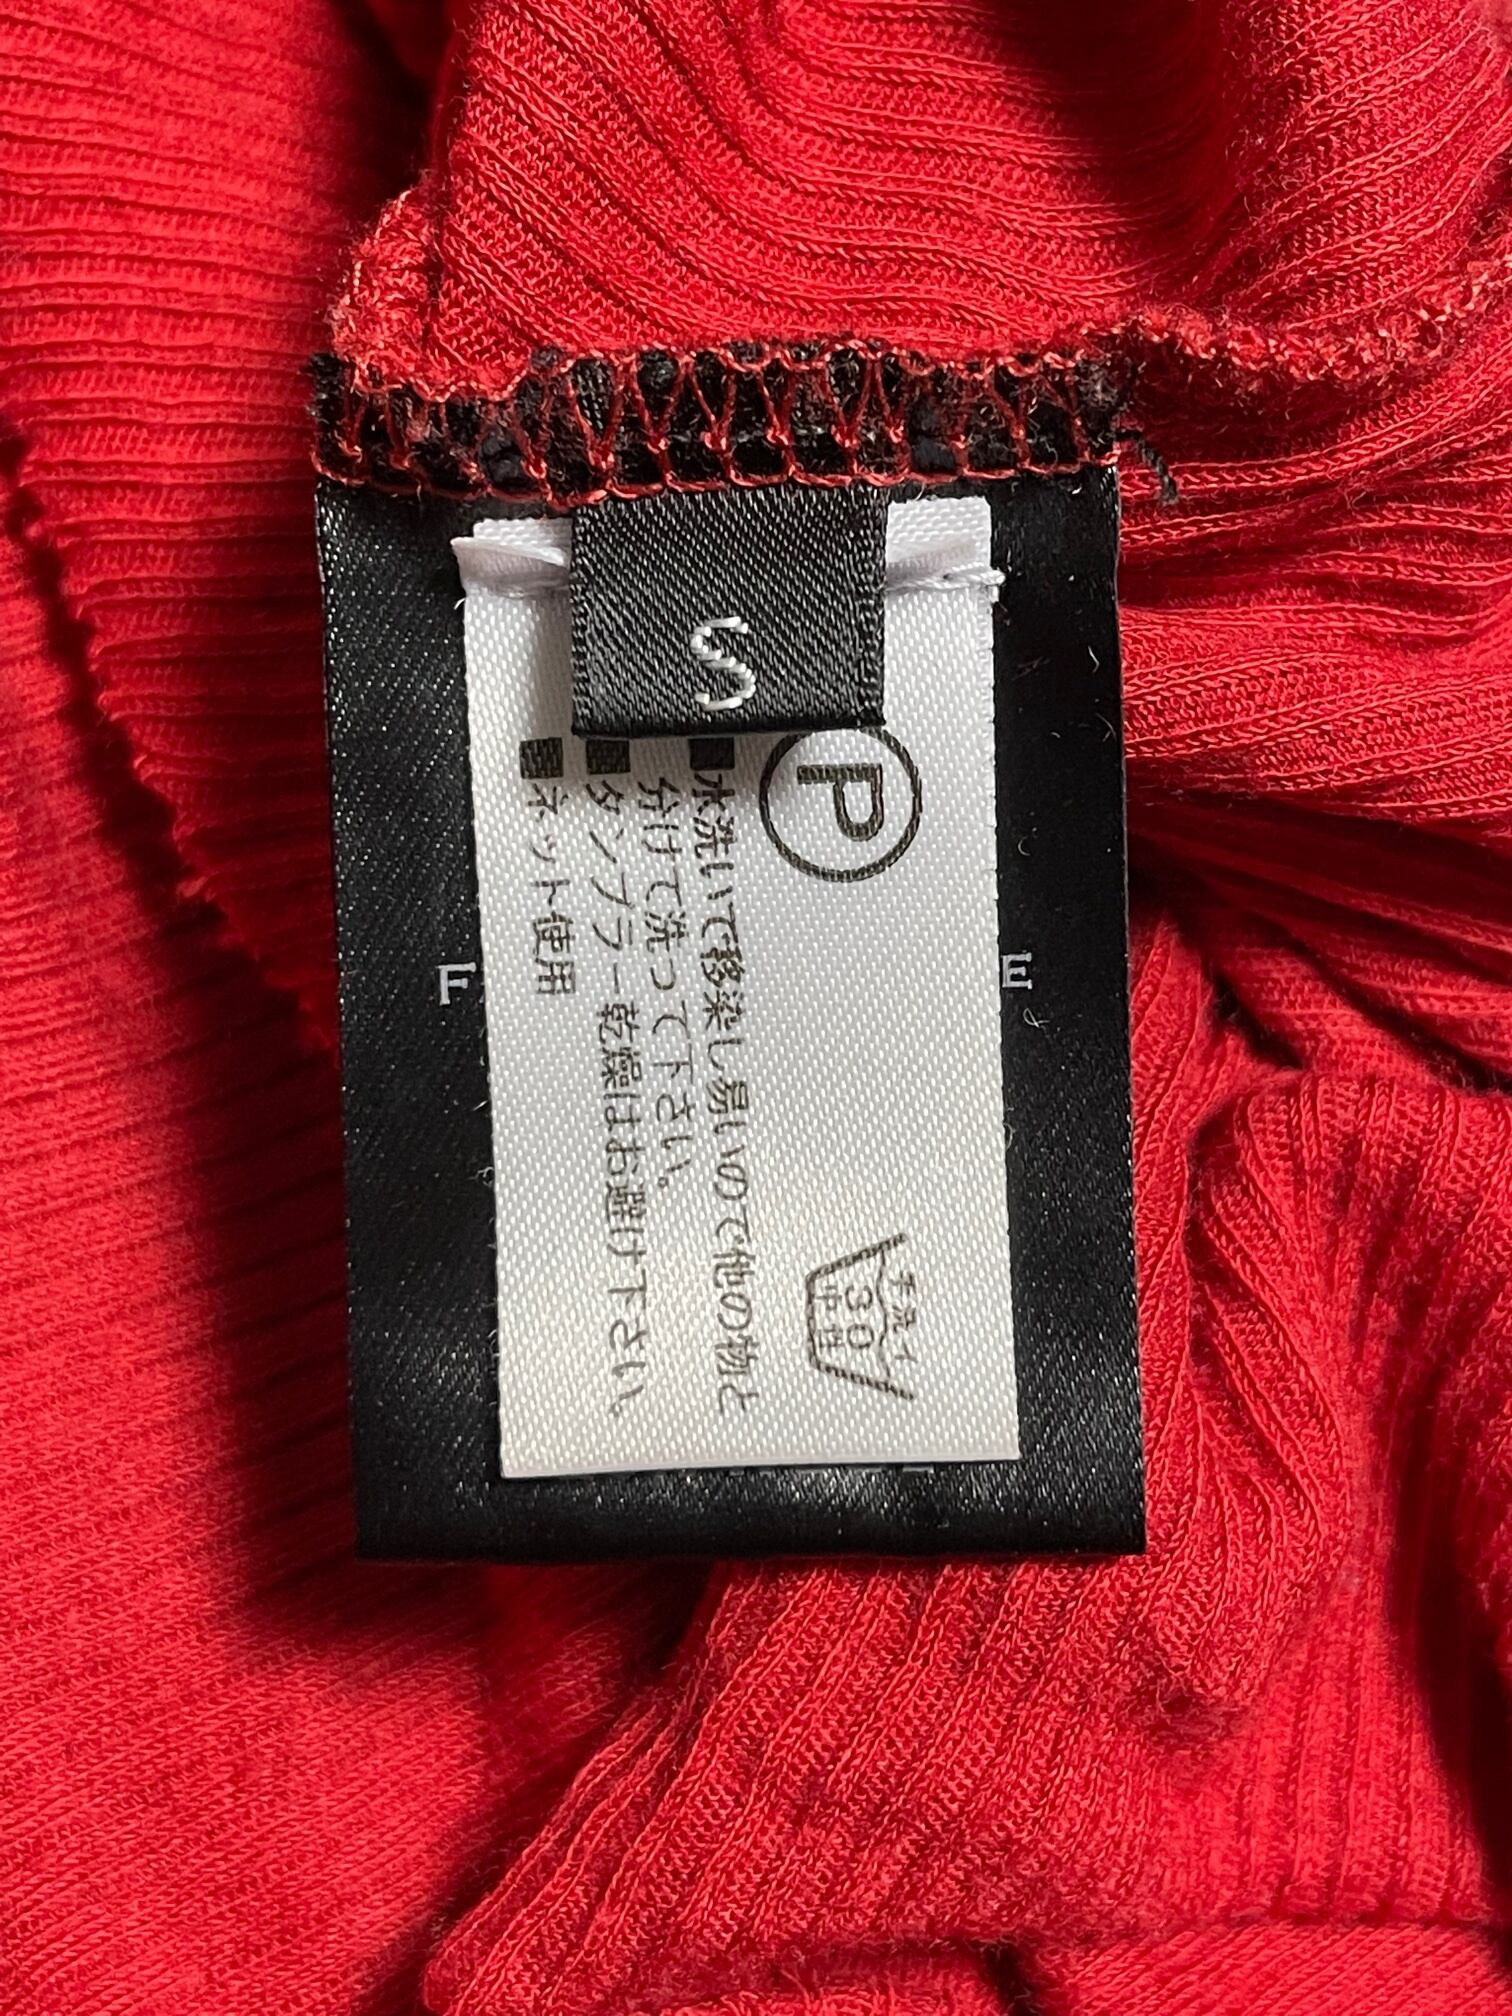 S
P
手洗イ
30
中性
■水洗いで移染し易いので他の物と
分けて洗って下さい。
■タンブラー乾燥はお避け下さい。
■ネット使用
F
E